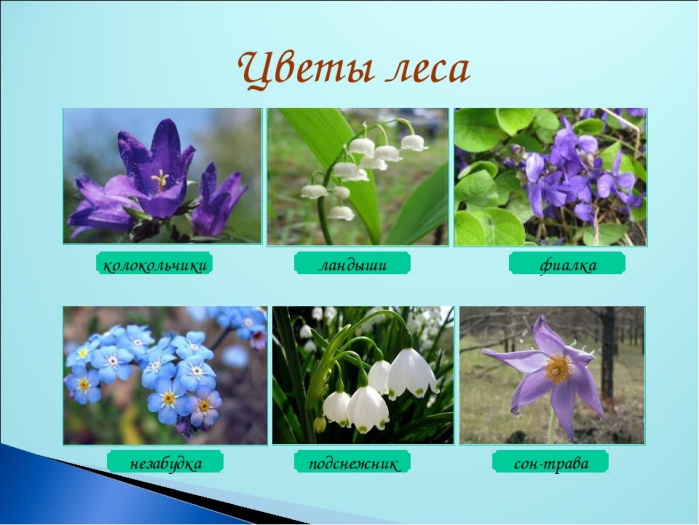 Цветы леса
колокольчики
ландыши
фиалка
незабудка
подснежник
сон-трава